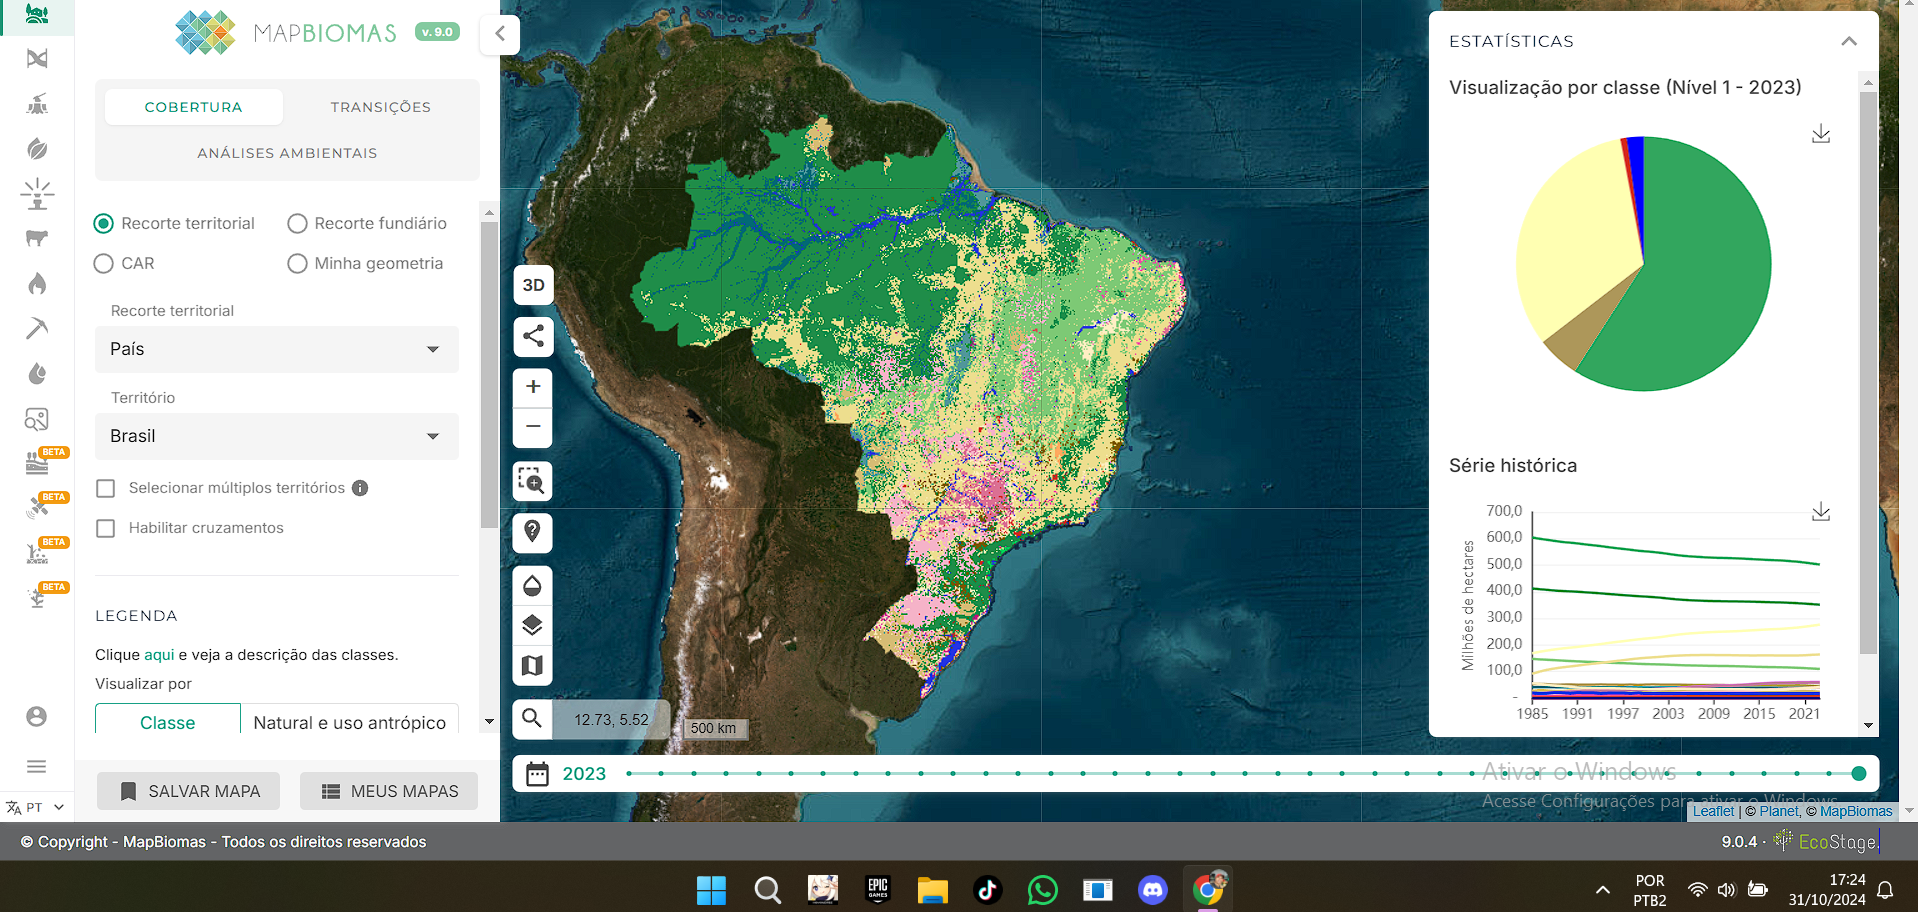 MAPBIOMAS v. 9.0
COBERTURA
TRANSIÇÕES
ANÁLISES AMBIENTAIS
Recorte territorial
Recorte fundiário
CAR
Minha geometria
Recorte territorial
País
Território
Brasil
Selecionar múltiplos territórios
Habilitar cruzamentos
LEGENDA
Clique aqui e veja a descrição das classes.
Visualizar por
Classe
Natural e uso antrópico
SALVAR MAPA
MEUS MAPAS
BETA
BETA
BETA
BETA
PT
3D
+
−
12.73, 5.52
500 km
2023
ESTATÍSTICAS
Visualização por classe (Nível 1 - 2023)
Série histórica
Milhões de hectares
700,0
600,0
500,0
400,0
300,0
200,0
100,0
-
1985 1991 1997 2003 2009 2015 2021
Ativar o Windows
Acesse Configurações para ativar o Windows.
Leaflet | © Planet, © MapBiomas
© Copyright - MapBiomas - Todos os direitos reservados
9.0.4 · EcoStage.
EPIC
GAMES
POR
PTB2
17:24
31/10/2024